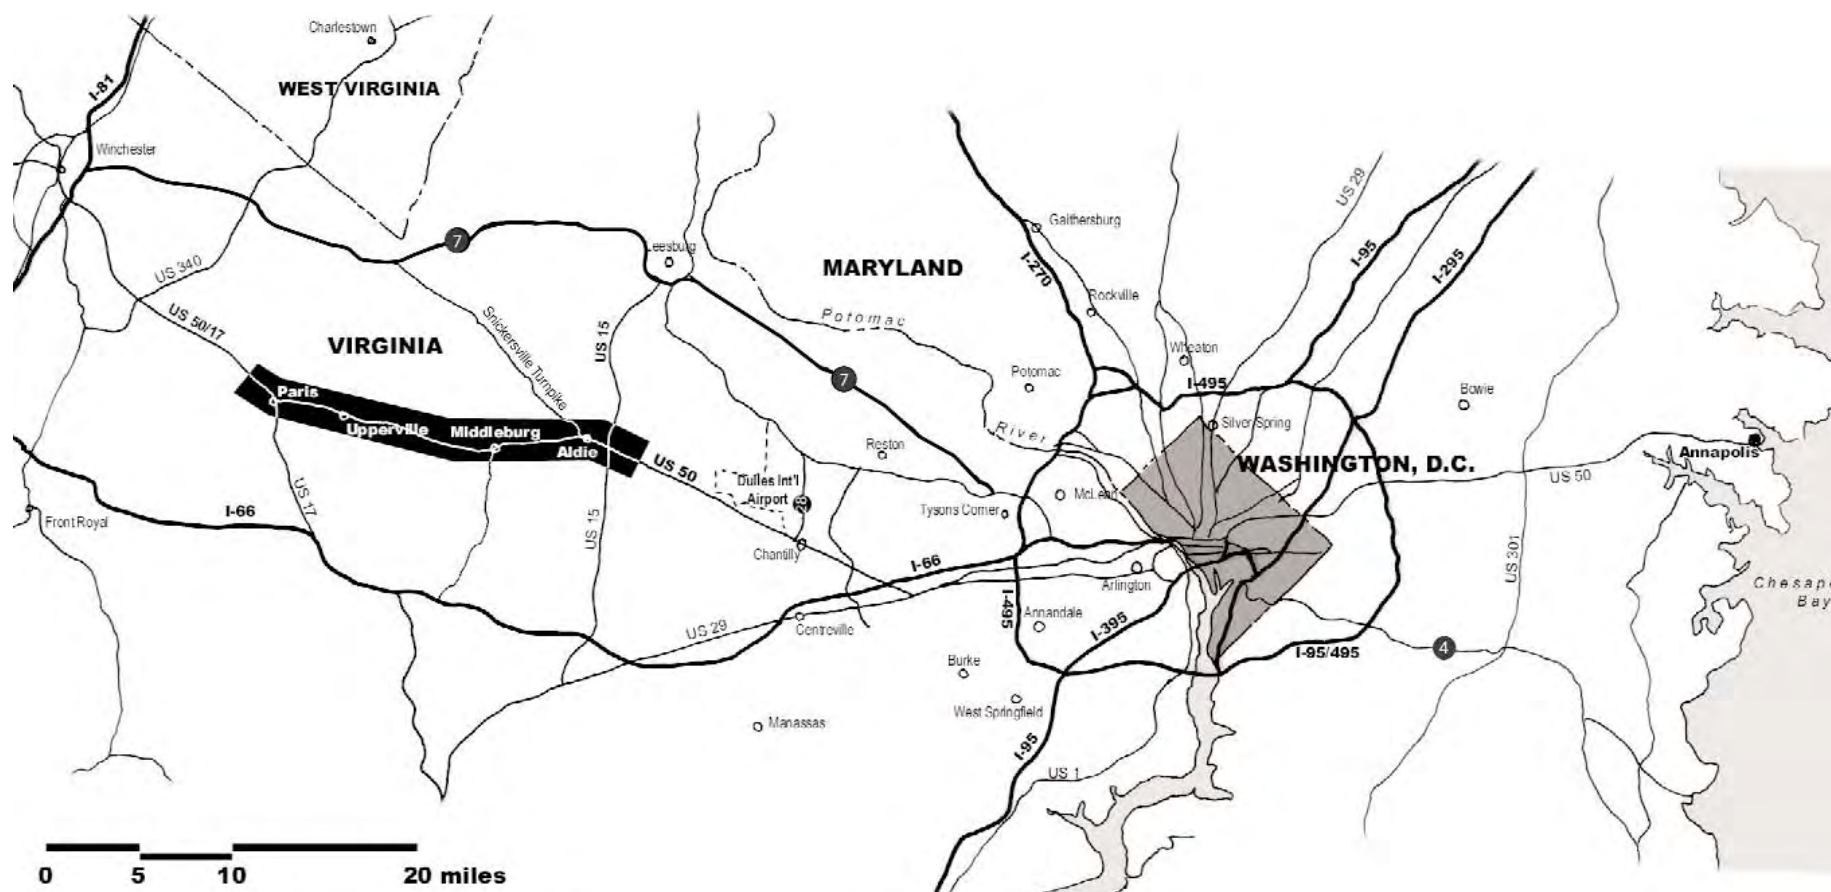 Charlestown
WEST VIRGINIA
I-81
Winchester
US 340
US 50/17
VIRGINIA
7
Leesburg
Snickersville Turnpike
US 15
MARYLAND
Potomac
River
7
Gaithersburg
I-270
Rockville
Wheaton
Potomac
I-495
Silver Spring
US 29
I-95
I-295
Bowie
Annapolis
WASHINGTON, D.C.
US 50
US 301
Paris
Upperville
Middleburg
Aldie
US 50
US 17
US 15
I-66
Front Royal
Dulles Int'l
Airport
Chantilly
Reston
Tysons Corner
McLean
I-66
Arlington
Annandale
I-495
I-395
Centreville
US 29
Burke
West Springfield
Manassas
I-95
US 1
I-95/495
4
Chesap
Bay
0 5 10 20 miles